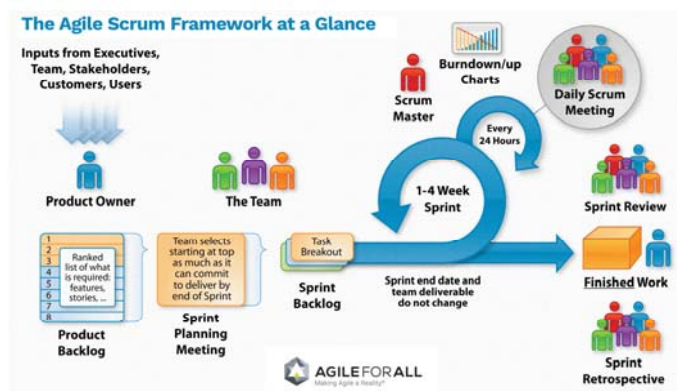 The Agile Scrum Framework at a Glance
Inputs from Executives,
Team, Stakeholders,
Customers, Users
Product Owner
The Team
Scrum
Master
Burndown/up
Charts
Daily Scrum
Meeting
Every
24 Hours
1-4 Week
Sprint
Sprint Review
1
2
3
4
5
6
7
8
Ranked
list of what
is required:
features,
stories, ...
Product
Backlog
Team selects
starting at top
as much as it
can commit
to deliver by
end of Sprint
Sprint
Planning
Meeting
Task
Breakout
Sprint
Backlog
Sprint end date and
team deliverable
do not change
Finished Work
Sprint
Retrospective
AGILE FOR ALL
Making Agile a Reality®